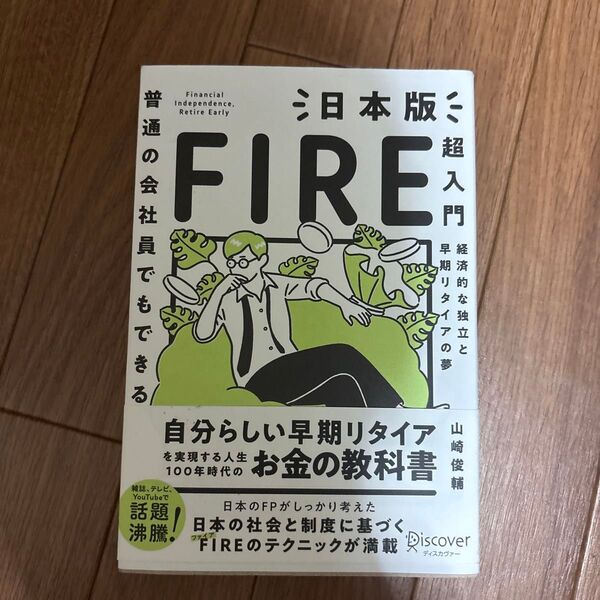 Financial
Independence,
Retire Early
普通の会社員でもできる
日本版
FIRE
超入門
経済的な独立と
早期リタイアの夢
山崎俊輔
自分らしい早期リタイア
を実現する人生
100年時代の
お金の教科書
雑誌、テレビ、
YouTubeで
話題
沸騰!
日本のFPがしっかり考えた
日本の社会と制度に基づく
ファイア
FIREのテクニックが満載
Discover
ディスカヴァー